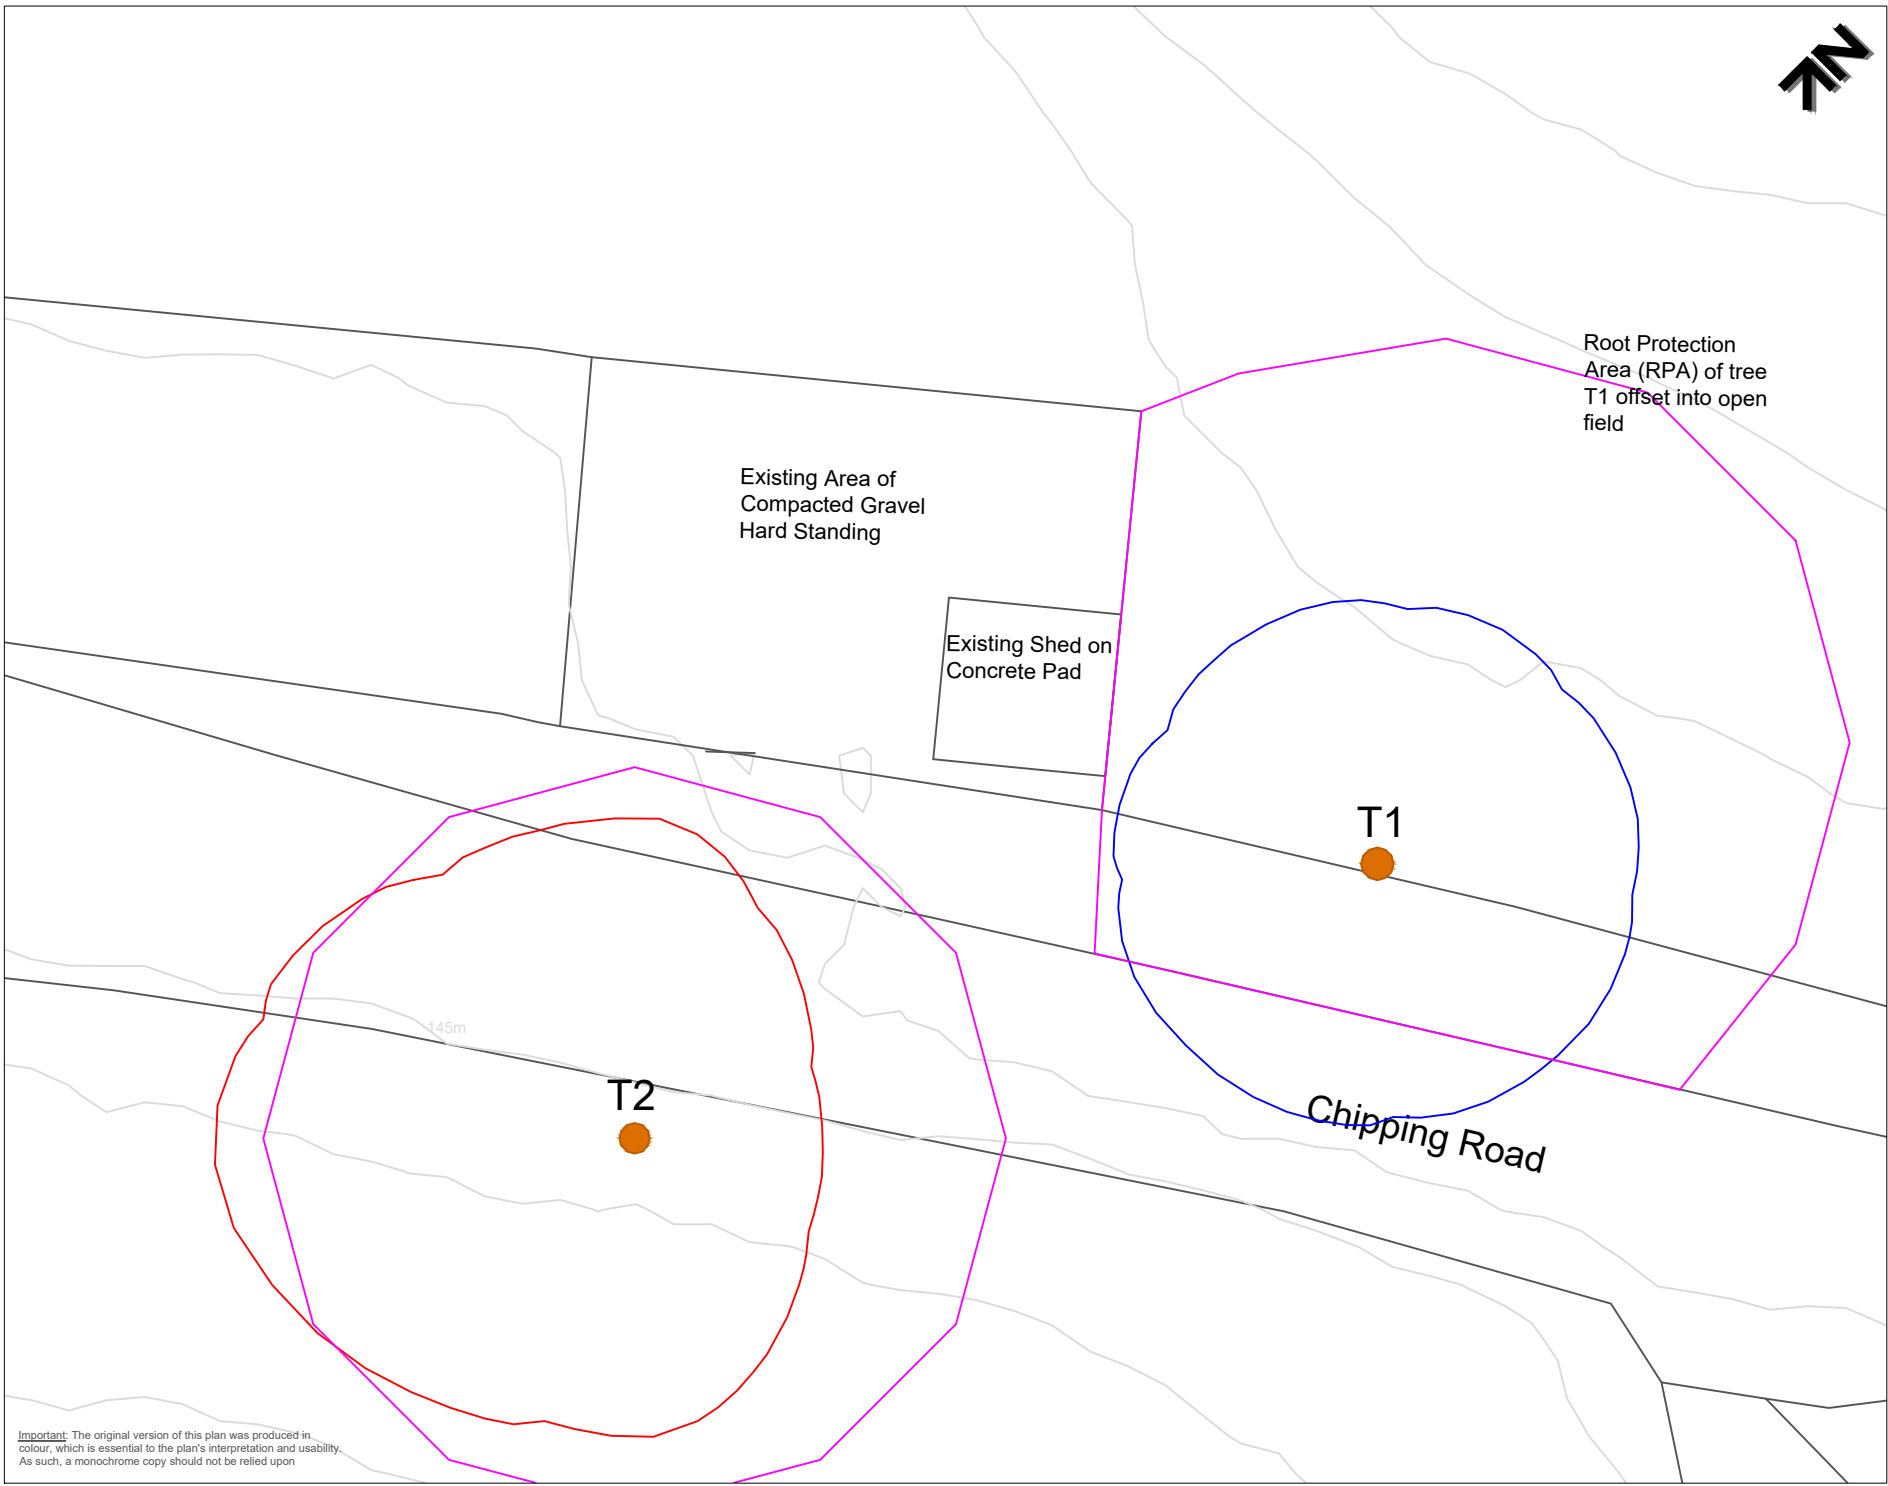 N
Root Protection
Area (RPA) of tree
T1 offset into open
field
Existing Area of
Compacted Gravel
Hard Standing
Existing Shed on
Concrete Pad
T1
145m
T2
Chipping Road
Important: The original version of this plan was produced in
colour, which is essential to the plan's interpretation and usability.
As such, a monochrome copy should not be relied upon